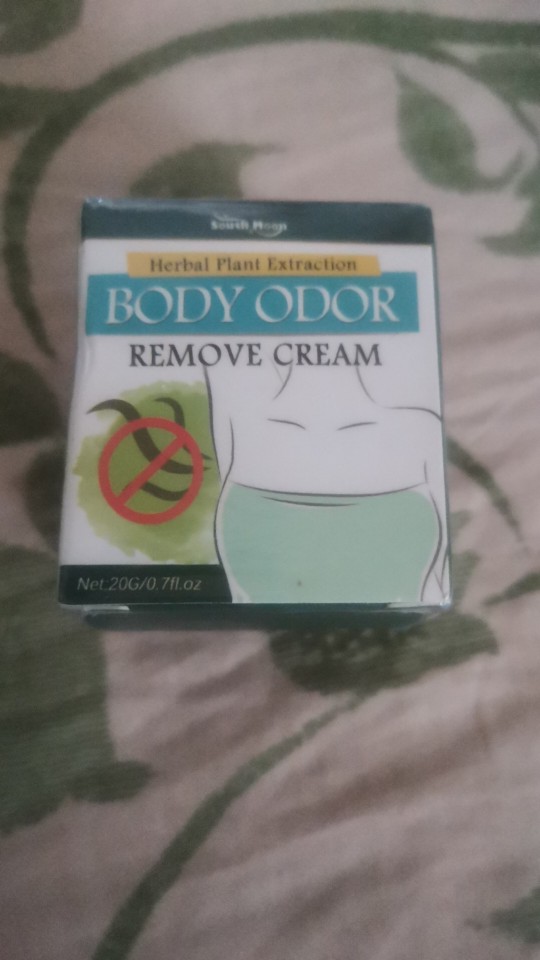 South Moon
Herbal Plant Extraction
BODY ODOR
REMOVE CREAM
Net:20G/0.7fl.oz